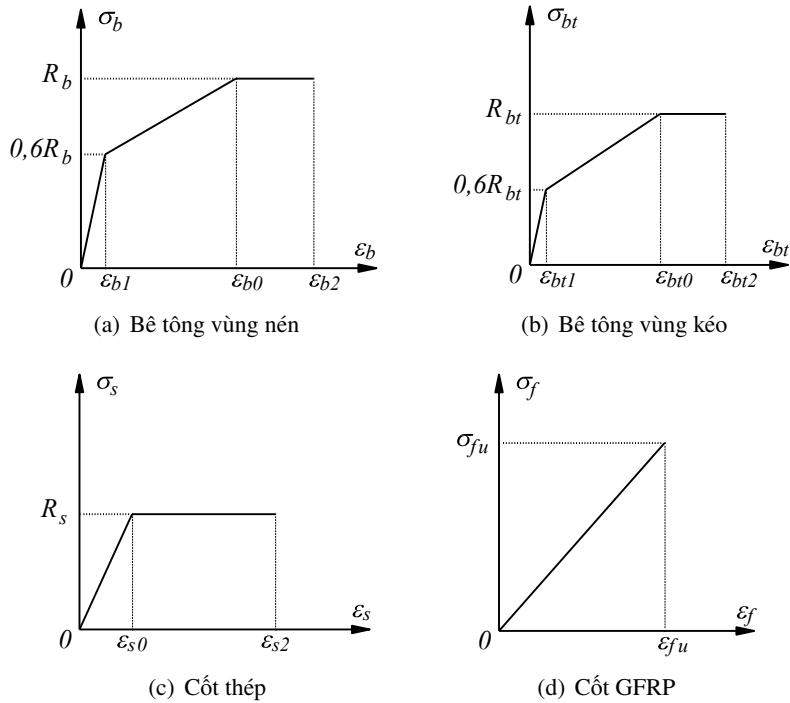 σb
Rb
0,6Rb
0
εb1
εb0
εb2
εb
(a) Bê tông vùng nén
σbt
Rbt
0,6Rbt
0
εbt1
εbt0
εbt2
εbt
(b) Bê tông vùng kéo
σs
Rs
0
εs0
εs2
εs
(c) Cốt thép
σf
σfu
0
εfu
εf
(d) Cốt GFRP